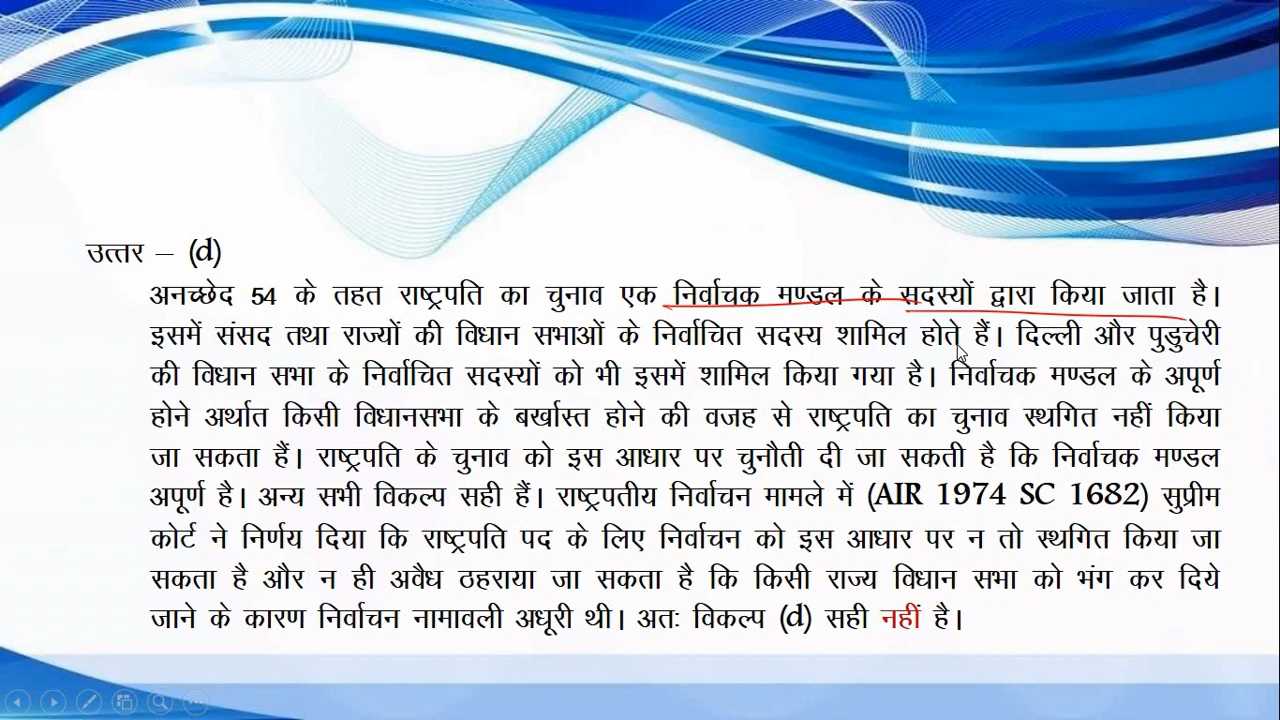 उत्तर – (d)
अनच्छेद 54 के तहत राष्ट्रपति का चुनाव एक निर्वाचक मण्डल के सदस्यों द्वारा किया जाता है।
इसमें संसद तथा राज्यों की विधान सभाओं के निर्वाचित सदस्य शामिल होते हैं। दिल्ली और पुडुचेरी
की विधान सभा के निर्वाचित सदस्यों को भी इसमें शामिल किया गया है। निर्वाचक मण्डल के अपूर्ण
होने अर्थात किसी विधानसभा के बर्खास्त होने की वजह से राष्ट्रपति का चुनाव स्थगित नहीं किया
जा सकता हैं। राष्ट्रपति के चुनाव को इस आधार पर चुनौती दी जा सकती है कि निर्वाचक मण्डल
अपूर्ण है। अन्य सभी विकल्प सही हैं। राष्ट्रपतीय निर्वाचन मामले में (AIR 1974 SC 1682) सुप्रीम
कोर्ट ने निर्णय दिया कि राष्ट्रपति पद के लिए निर्वाचन को इस आधार पर न तो स्थगित किया जा
सकता है और न ही अवैध ठहराया जा सकता है कि किसी राज्य विधान सभा को भंग कर दिये
जाने के कारण निर्वाचन नामावली अधूरी थी। अतः विकल्प (d) सही नहीं है।